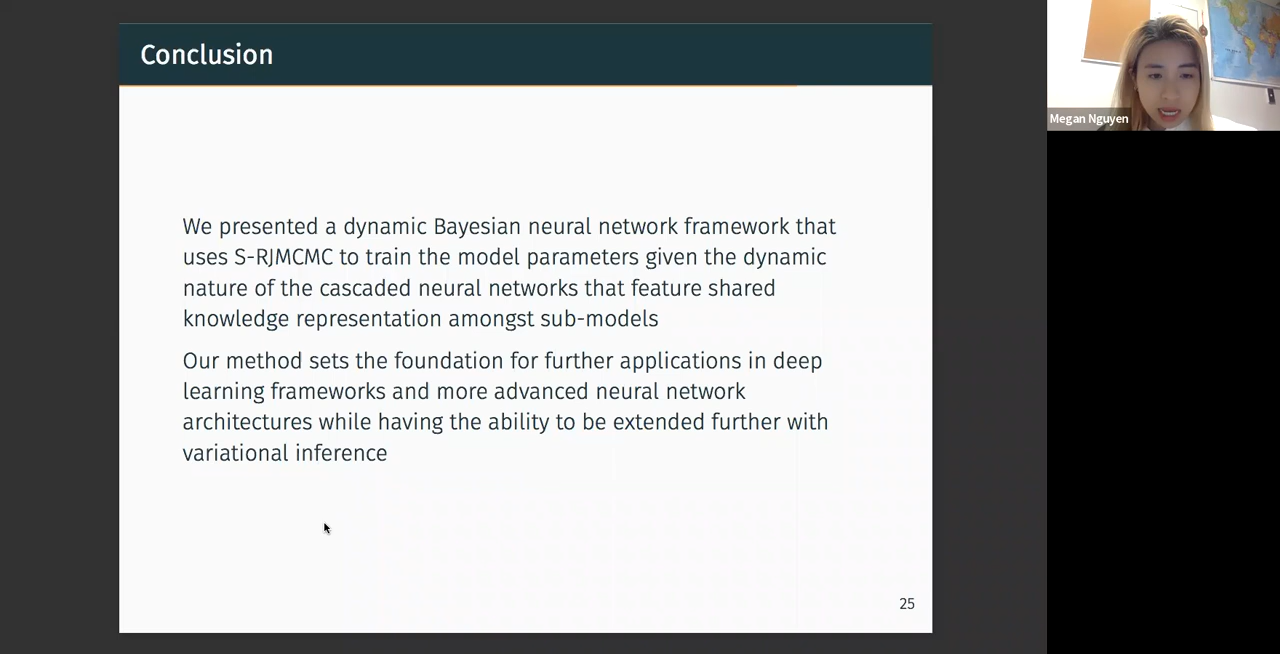 Conclusion
We presented a dynamic Bayesian neural network framework that
uses S-RJMCMC to train the model parameters given the dynamic
nature of the cascaded neural networks that feature shared
knowledge representation amongst sub-models
Our method sets the foundation for further applications in deep
learning frameworks and more advanced neural network
architectures while having the ability to be extended further with
variational inference
25
Megan Nguyen